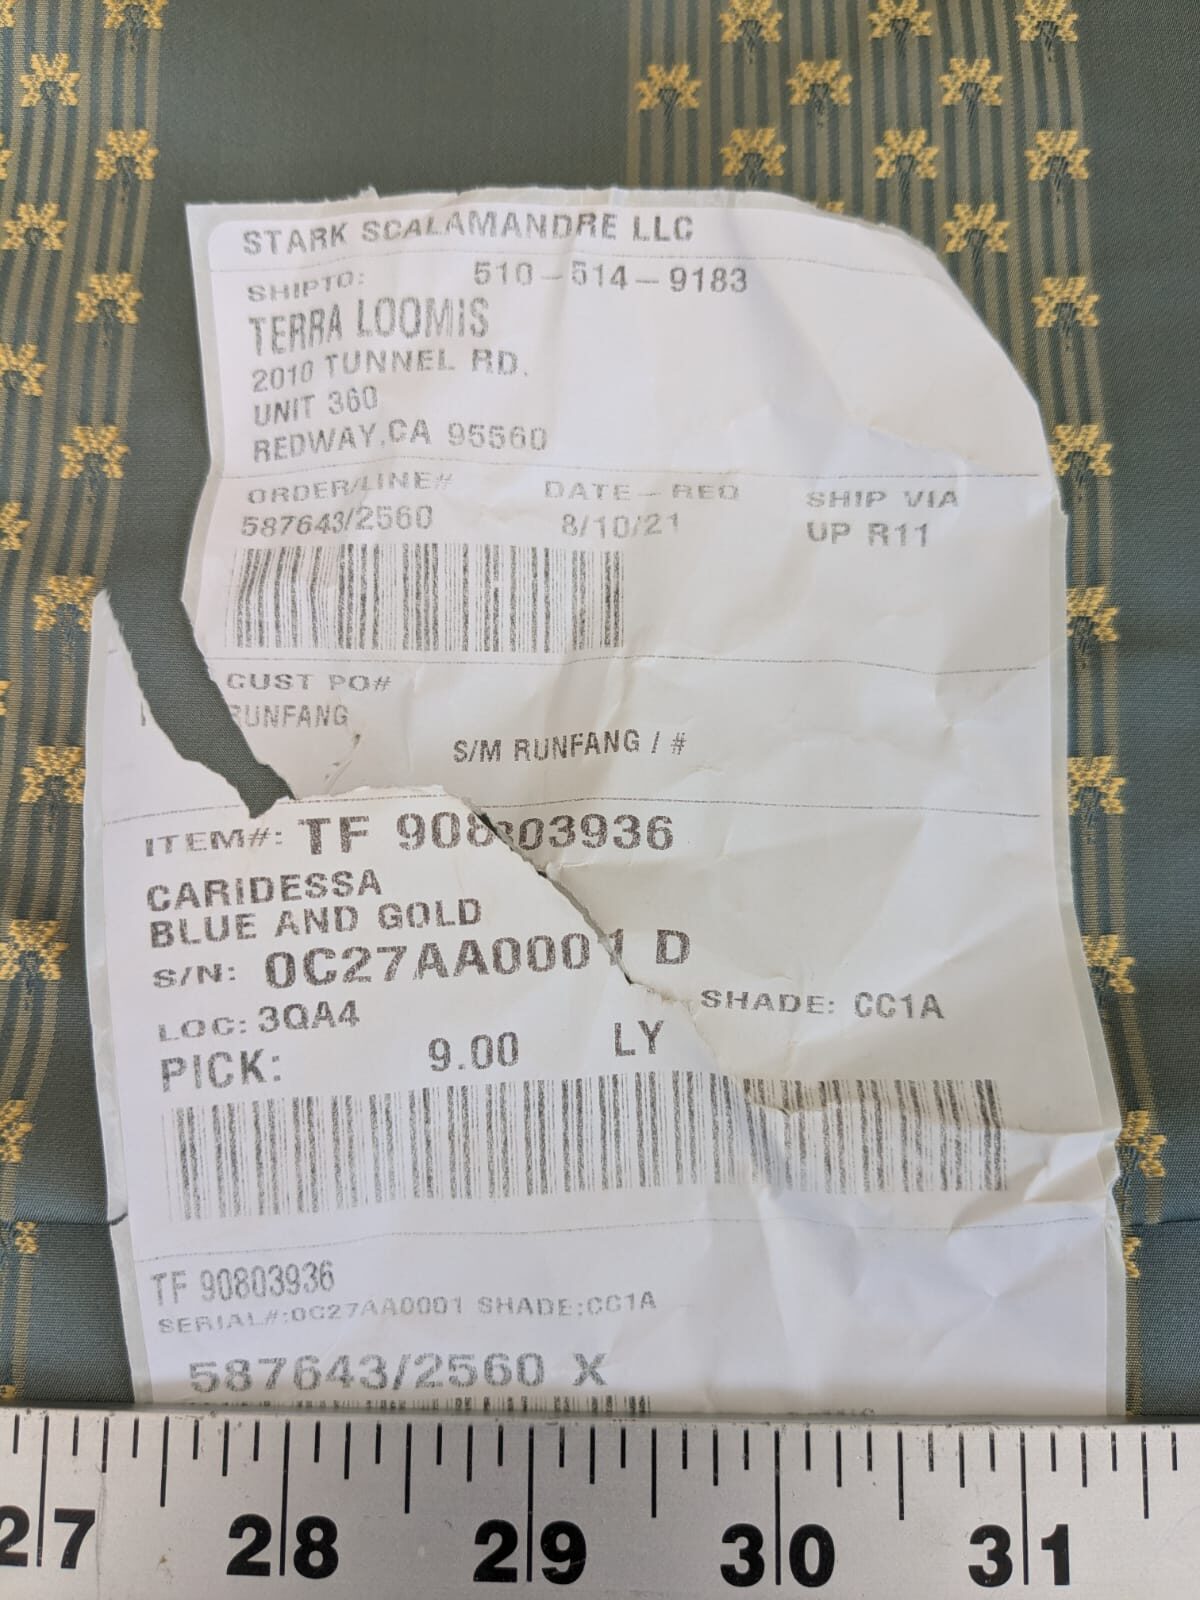 STARK SCALAMANDRE LLC
SHIPTO: 510-514-9183
TERRA LOOMIS
2010 TUNNEL RD.
UNIT 360
REDWAY, CA 95560
ORDER/LINE# DATE-REQ SHIP VIA
587643/2560 8/10/21 UP R11
CUST PO#
RUNFANG
S/M RUNFANG / #
ITEM#: TF 90803936
CARIDESSA
BLUE AND GOLD
S/N: 0C27AA0001 D
LOC: 3QA4 SHADE: CC1A
PICK: 9.00 LY
TF 90803936
SERIAL#:0C27AA0001 SHADE:CC1A
587643/2560 X
27 28 29 30 31